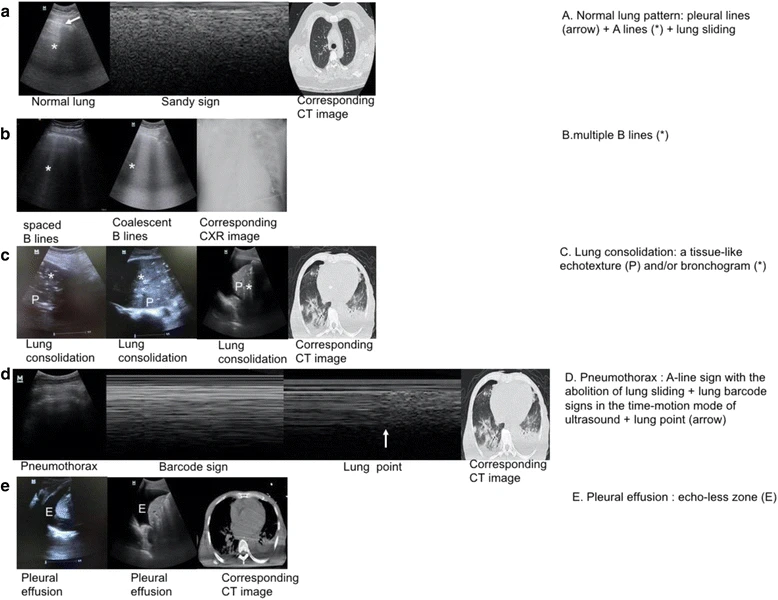 a
A. Normal lung pattern: pleural lines
(arrow) + A lines (*) + lung sliding
*
Normal lung
Sandy sign
Corresponding
CT image
b
B.multiple B lines (*)
*
*
spaced
B lines
Coalescent
B lines
Corresponding
CXR image
c
C. Lung consolidation: a tissue-like
echotexture (P) and/or bronchogram (*)
*
P
*
P
P *
Lung
consolidation
Lung
consolidation
Lung
consolidation
Corresponding
CT image
d
M
D. Pneumothorax : A-line sign with the
abolition of lung sliding + lung barcode
signs in the time-motion mode of
ultrasound + lung point (arrow)
Pneumothorax
Barcode sign
Lung point
Corresponding
CT image
e
E. Pleural effusion : echo-less zone (E)
E
E
Pleural
effusion
Pleural
effusion
Corresponding
CT image